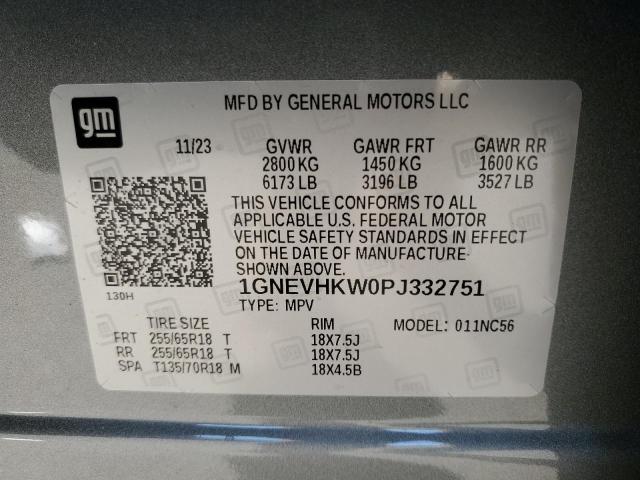 gm
MFD BY GENERAL MOTORS LLC
11/23 GVWR GAWR FRT GAWR RR
2800 KG 1450 KG 1600 KG
6173 LB 3196 LB 3527 LB
THIS VEHICLE CONFORMS TO ALL
APPLICABLE U.S. FEDERAL MOTOR
VEHICLE SAFETY STANDARDS IN EFFECT
ON THE DATE OF MANUFACTURE
SHOWN ABOVE.
130H
1GNEVHKW0PJ332751
TYPE: MPV
TIRE SIZE RIM MODEL: 011NC56
FRT 255/65R18 T 18X7.5J
RR 255/65R18 T 18X7.5J
SPA T135/70R18 M 18X4.5B